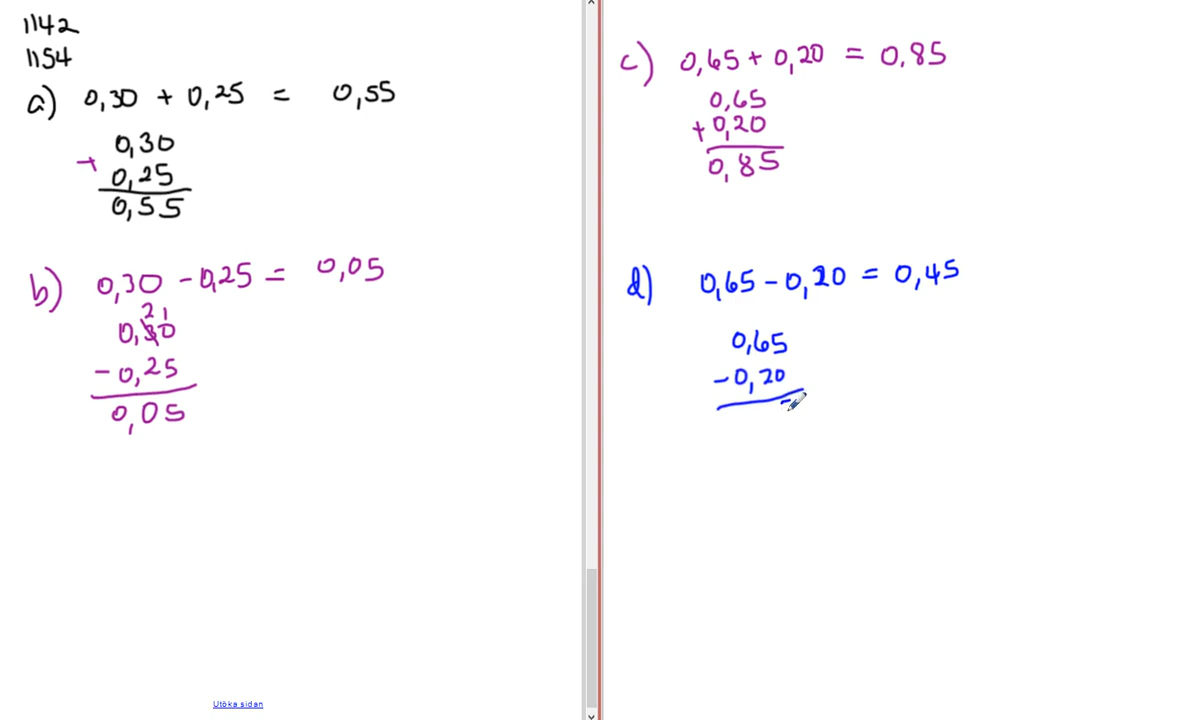 1142
1154
a) 0,30 + 0,25 = 0,55
0,30
+ 0,25
0,55
b) 0,30 - 0,25 = 0,05
2 1
0,30
- 0,25
0,05
Utöka sidan
c) 0,65 + 0,20 = 0,85
0,65
+ 0,20
0,85
d) 0,65 - 0,20 = 0,45
0,65
- 0,20